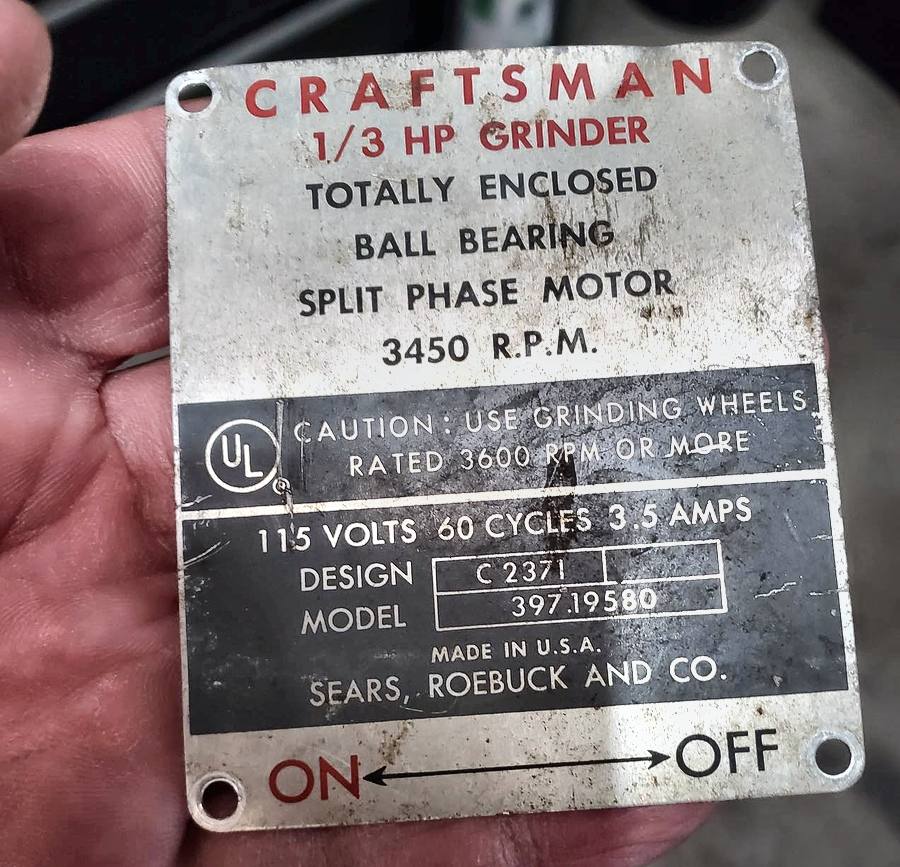 CRAFTSMAN
1/3 HP GRINDER
TOTALLY ENCLOSED
BALL BEARING
SPLIT PHASE MOTOR
3450 R.P.M.
UL ®
CAUTION: USE GRINDING WHEELS
RATED 3600 RPM OR MORE
115 VOLTS 60 CYCLES 3.5 AMPS
DESIGN C 2371
MODEL 397.19580
MADE IN U.S.A.
SEARS, ROEBUCK AND CO.
ON OFF